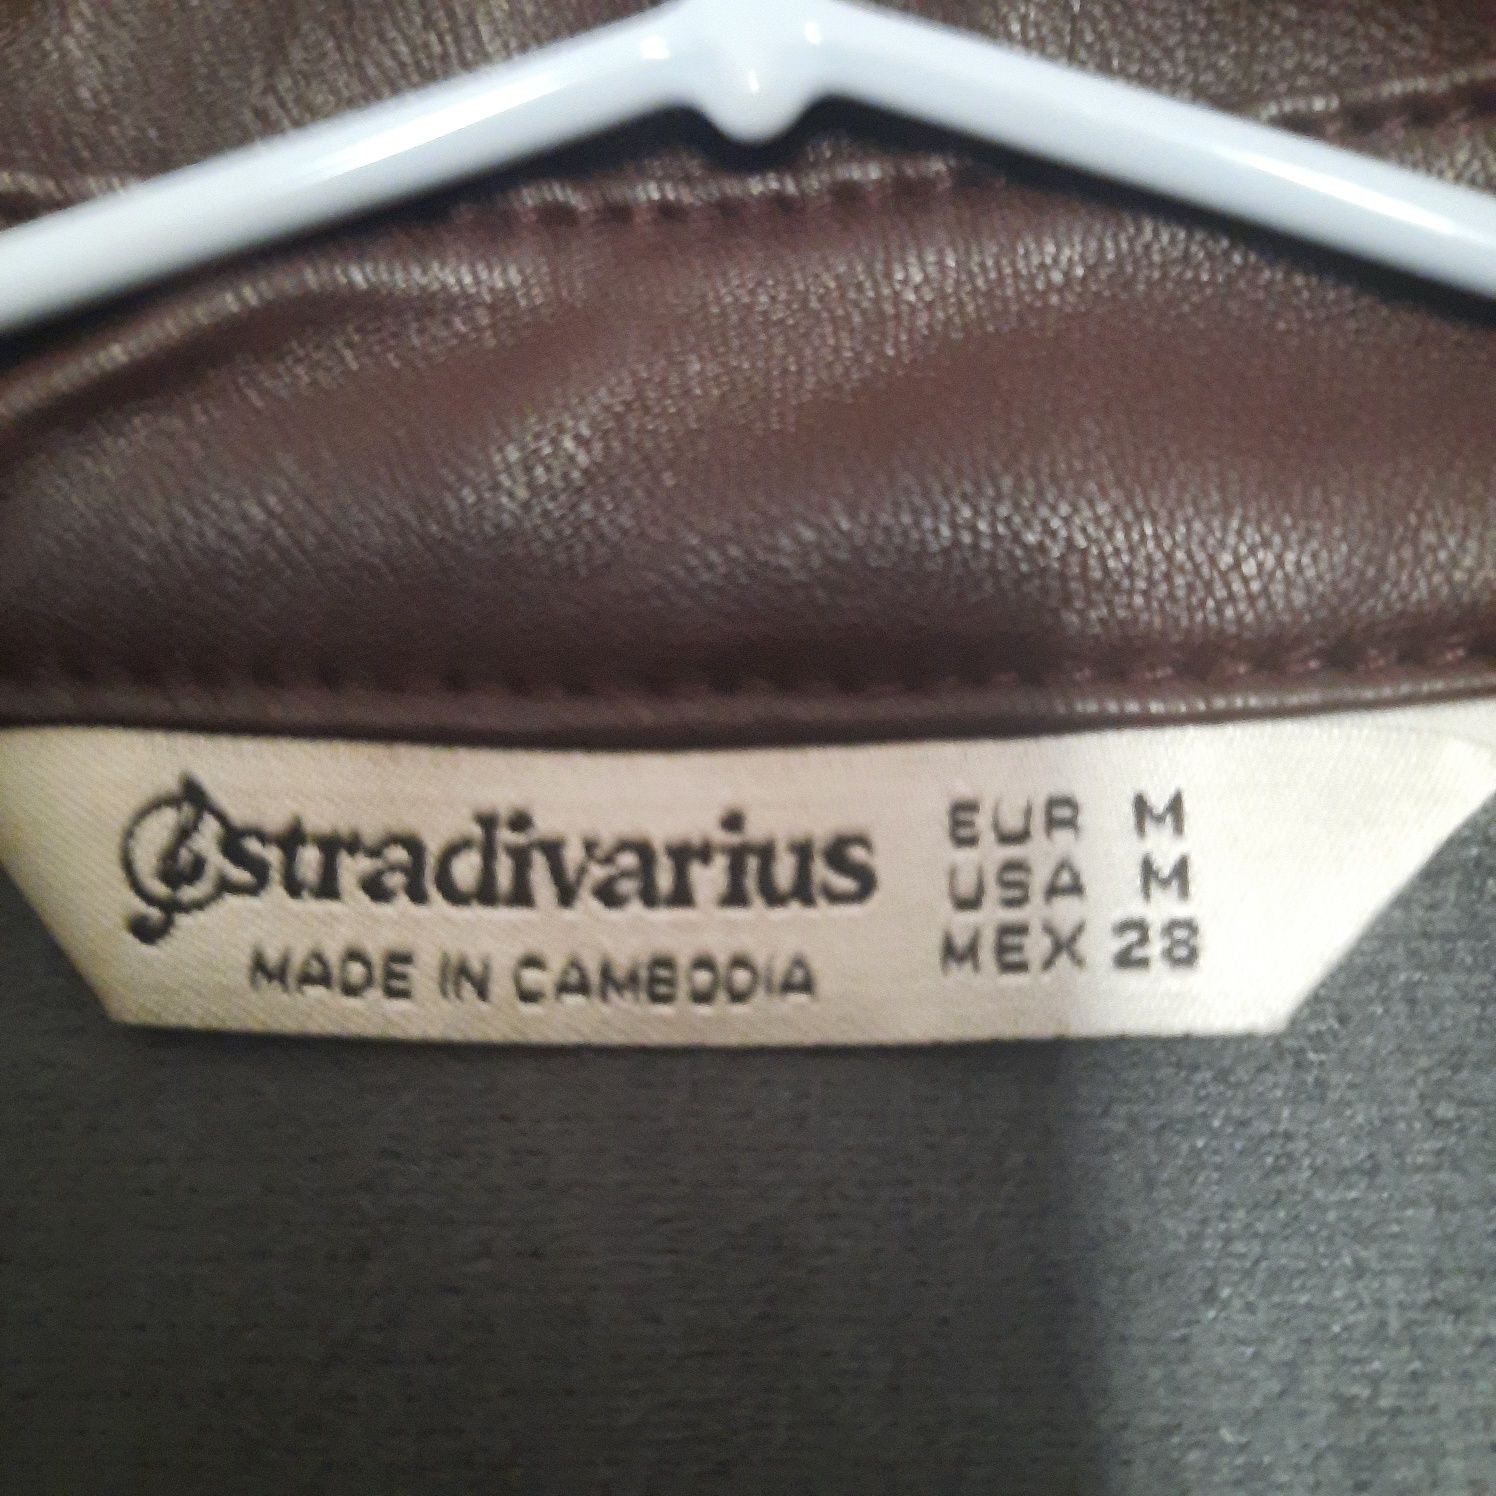 stradivarius
MADE IN CAMBODIA
EUR M
USA M
MEX 28